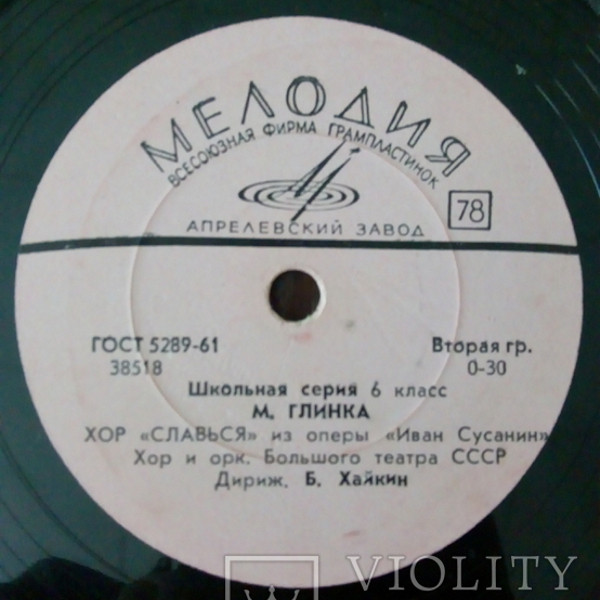 МЕЛОДИЯ
ВСЕСОЮЗНАЯ ФИРМА ГРАМПЛАСТИНОК
АПРЕЛЕВСКИЙ ЗАВОД
78
ГОСТ 5289-61
38518
Вторая гр.
0-30
Школьная серия 6 класс
М. ГЛИНКА
ХОР «СЛАВЬСЯ» из оперы «Иван Сусанин»
Хор и орк. Большого театра СССР
Дириж. Б. Хайкин
VIOLITY